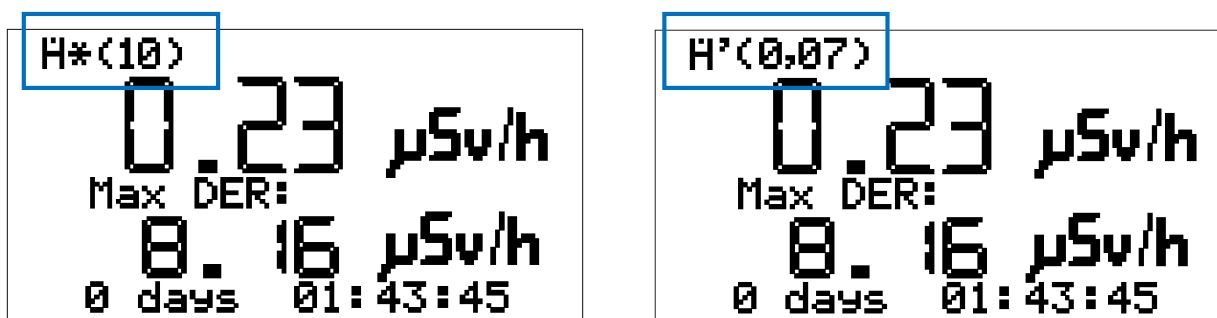 Ḧ*(10)
0.23 µSv/h
Max DER:
8.16 µSv/h
0 days 01:43:45
Ḧ'(0,07)
0.23 µSv/h
Max DER:
8.16 µSv/h
0 days 01:43:45